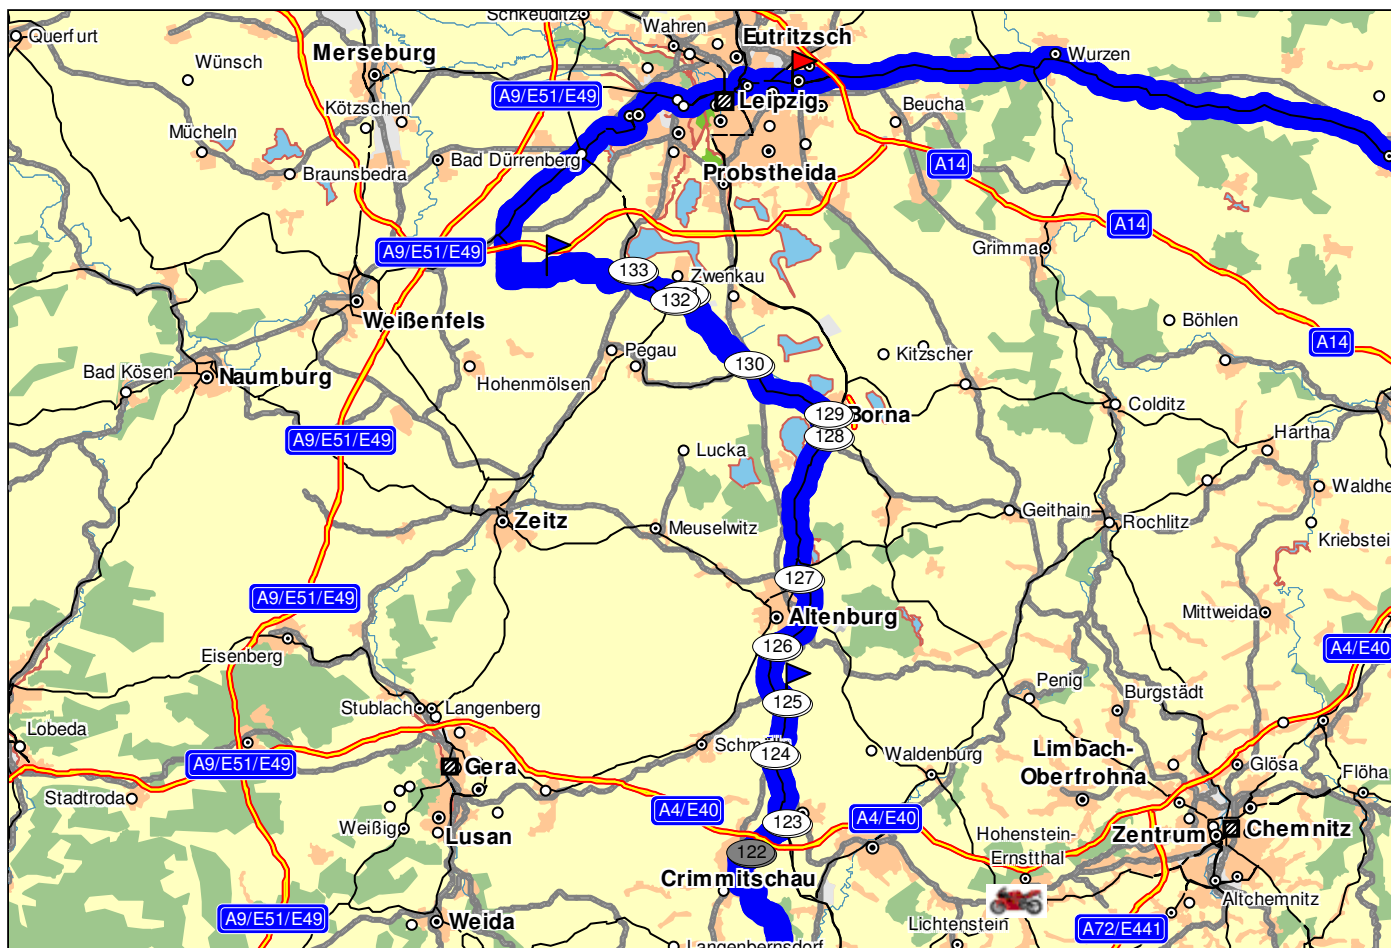 Schkeuditz
Wahren
Querfurt
Eutritzsch
Merseburg
Wurzen
Wünsch
A9/E51/E49
Leipzig
Kötzschen
Beucha
Mücheln
Bad Dürrenberg
A14
Braunsbedra
Probstheida
A14
A9/E51/E49
Grimma
133
Zwenkau
132
Weißenfels
Böhlen
A14
Pegau
Kitzscher
130
Bad Kösen
Naumburg
Hohenmölsen
Colditz
129
Borna
A9/E51/E49
128
Hartha
Lucka
Waldhe
Geithain
Zeitz
Meuselwitz
Rochlitz
Kriebstein
127
A9/E51/E49
Altenburg
Mittweida
126
A4/E40
Eisenberg
Penig
Burgstädt
Stublach
Langenberg
125
Lobeda
Schm
124
Waldenburg
Limbach-
Oberfrohna
A9/E51/E49
Gera
Glösa
Flöha
Stadtroda
A4/E40
A4/E40
123
Weißig
Lusan
Hohenstein-
Ernstthal
Zentrum
Chemnitz
122
Crimmitschau
Altchemnitz
A9/E51/E49
Weida
Lichtenstein
A72/E441
Langenbernsdorf